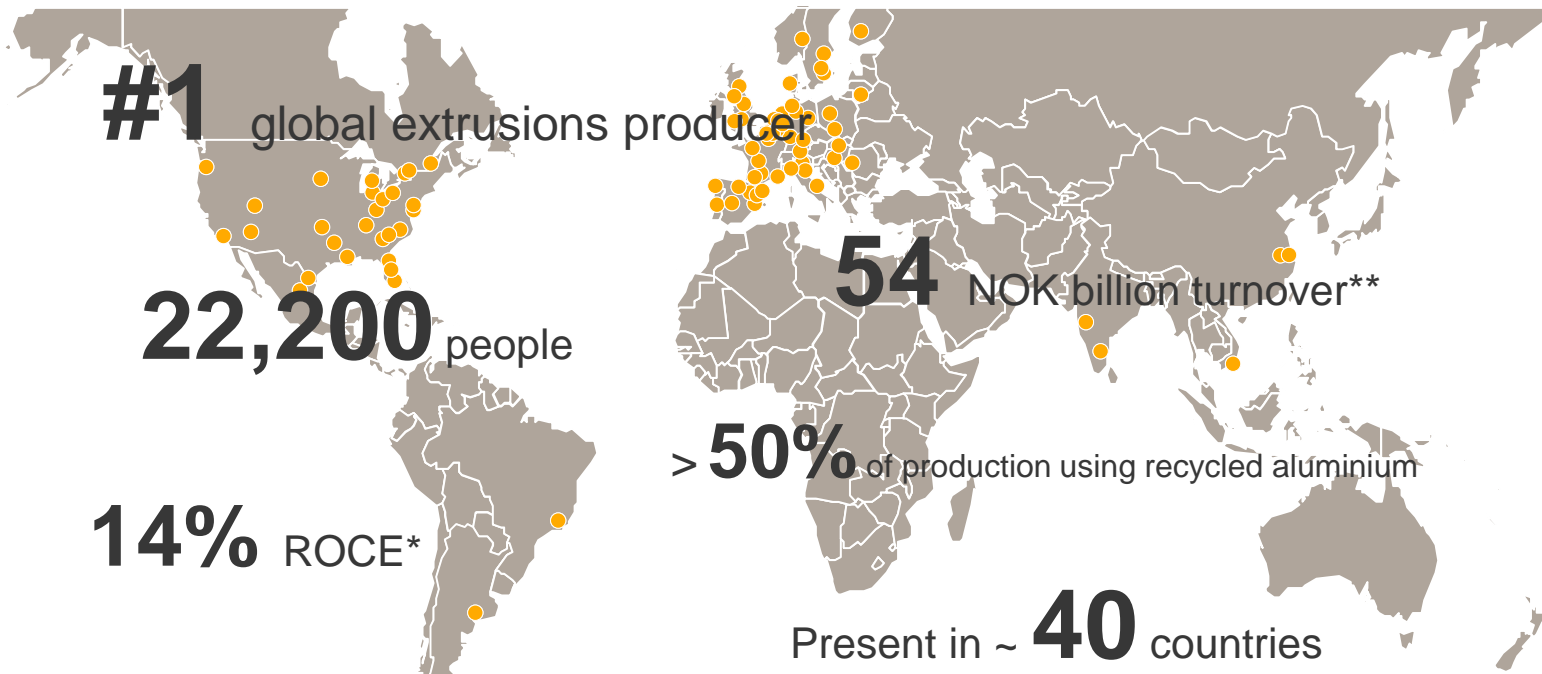 #1 global extrusions producer
54 NOK billion turnover**
22,200 people
> 50% of production using recycled aluminium
14% ROCE*
Present in ~ 40 countries